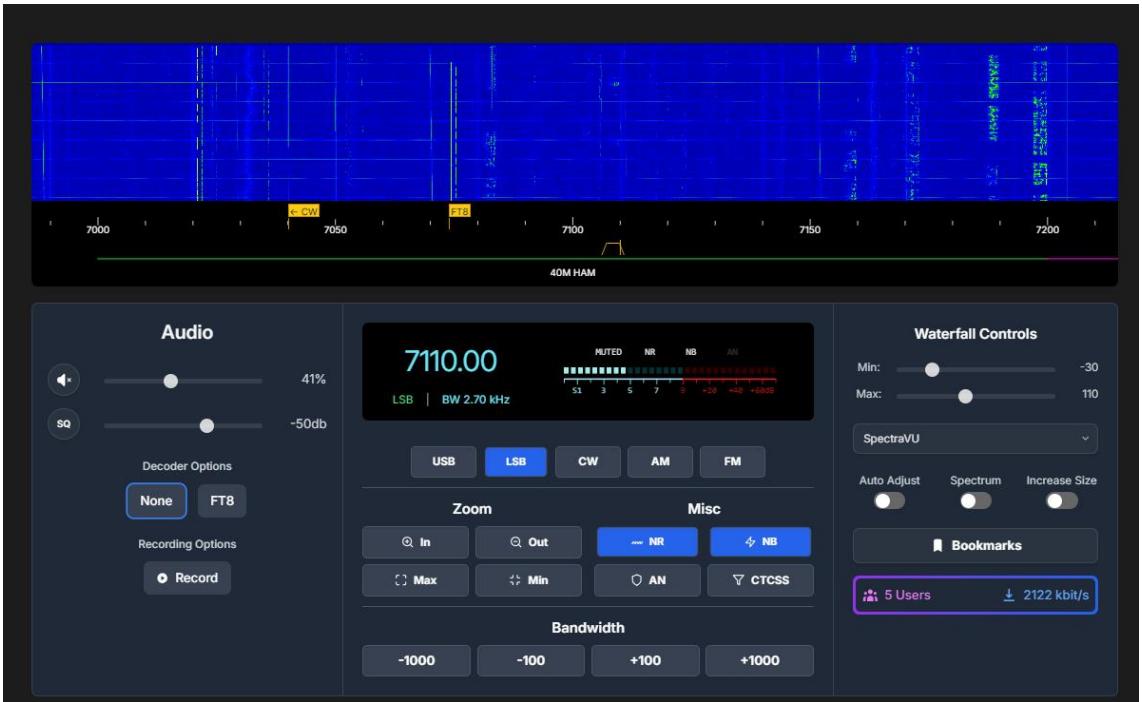 ← CW FT8
7000 7050 7100 7150 7200
40M HAM
Audio
41%
SQ -50db
Decoder Options
None FT8
Recording Options
Record
7110.00
LSB | BW 2.70 kHz
MUTED NR NB AN
S1 3 5 7 9 +20 +40 +60dB
USB LSB CW AM FM
Zoom
In Out
Max Min
Misc
NR NB
AN CTCSS
Bandwidth
-1000 -100 +100 +1000
Waterfall Controls
Min: -30
Max: 110
SpectraVU
Auto Adjust Spectrum Increase Size
Bookmarks
5 Users 2122 kbit/s